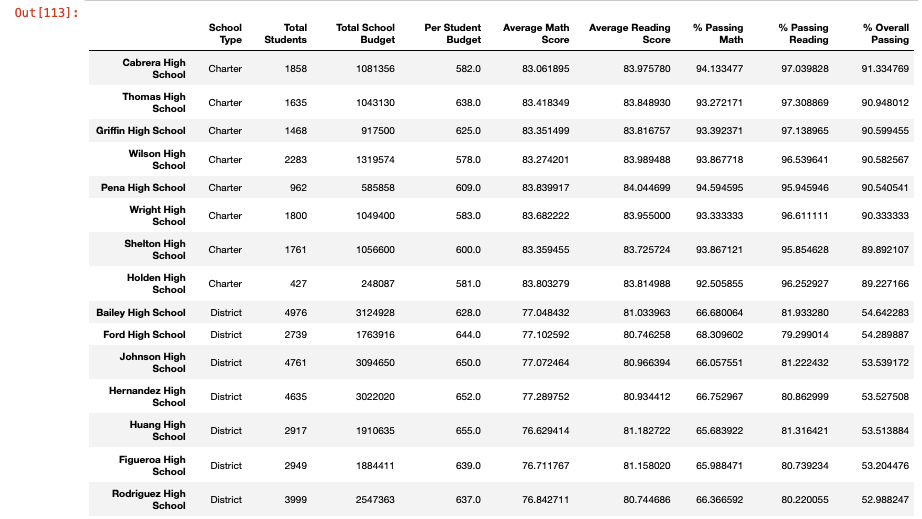 Out[113]:
School Type Total Students Total School Budget Per Student Budget Average Math Score Average Reading Score % Passing Math % Passing Reading % Overall Passing
Cabrera High School Charter 1858 1081356 582.0 83.061895 83.975780 94.133477 97.039828 91.334769
Thomas High School Charter 1635 1043130 638.0 83.418349 83.848930 93.272171 97.308869 90.948012
Griffin High School Charter 1468 917500 625.0 83.351499 83.816757 93.392371 97.138965 90.599455
Wilson High School Charter 2283 1319574 578.0 83.274201 83.989488 93.867718 96.539641 90.582567
Pena High School Charter 962 585858 609.0 83.839917 84.044699 94.594595 95.945946 90.540541
Wright High School Charter 1800 1049400 583.0 83.682222 83.955000 93.333333 96.611111 90.333333
Shelton High School Charter 1761 1056600 600.0 83.359455 83.725724 93.867121 95.854628 89.892107
Holden High School Charter 427 248087 581.0 83.803279 83.814988 92.505855 96.252927 89.227166
Bailey High School District 4976 3124928 628.0 77.048432 81.033963 66.680064 81.933280 54.642283
Ford High School District 2739 1763916 644.0 77.102592 80.746258 68.309602 79.299014 54.289887
Johnson High School District 4761 3094650 650.0 77.072464 80.966394 66.057551 81.222432 53.539172
Hernandez High School District 4635 3022020 652.0 77.289752 80.934412 66.752967 80.862999 53.527508
Huang High School District 2917 1910635 655.0 76.629414 81.182722 65.683922 81.316421 53.513884
Figueroa High School District 2949 1884411 639.0 76.711767 81.158020 65.988471 80.739234 53.204476
Rodriguez High School District 3999 2547363 637.0 76.842711 80.744686 66.366592 80.220055 52.988247